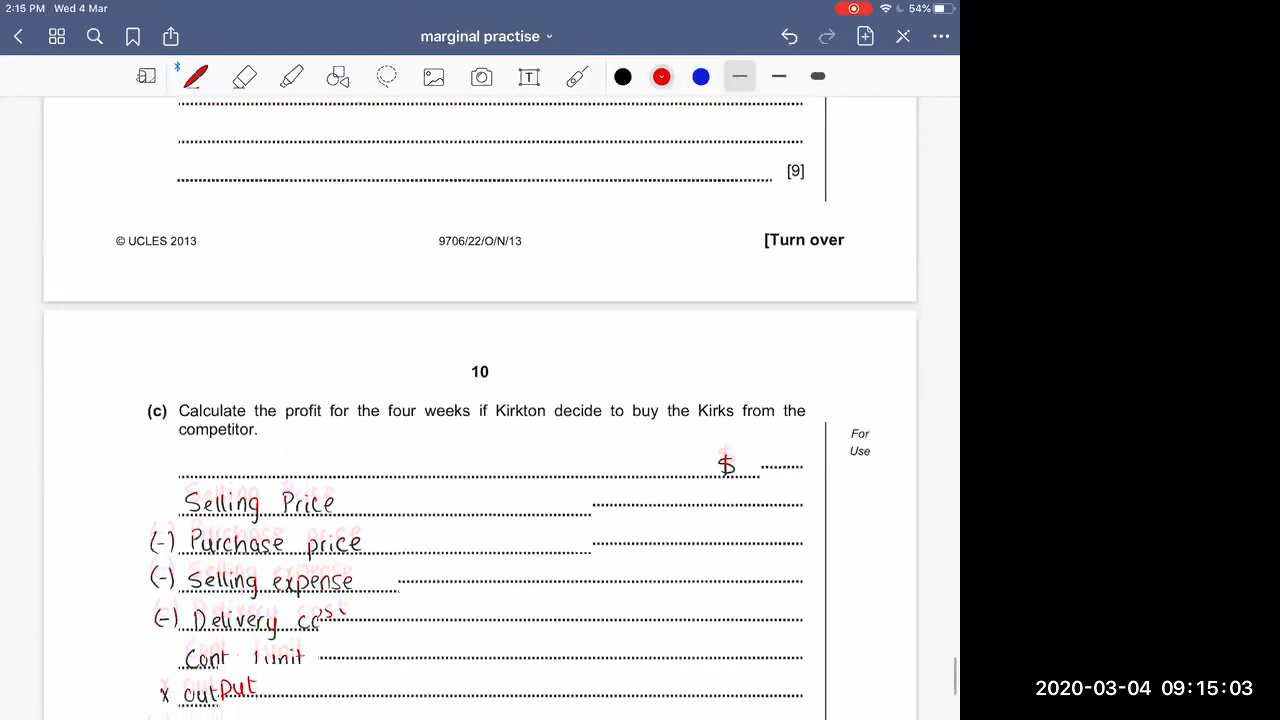 2:15 PM Wed 4 Mar
54%
marginal practise
T
[9]
© UCLES 2013
9706/22/O/N/13
[Turn over
10
(c) Calculate the profit for the four weeks if Kirkton decide to buy the Kirks from the
competitor.
For
Use
$
Selling Price
(-) Purchase price
(-) Selling expense
(-) Delivery cost
Cont 1unit
x output
2020-03-04 09:15:03